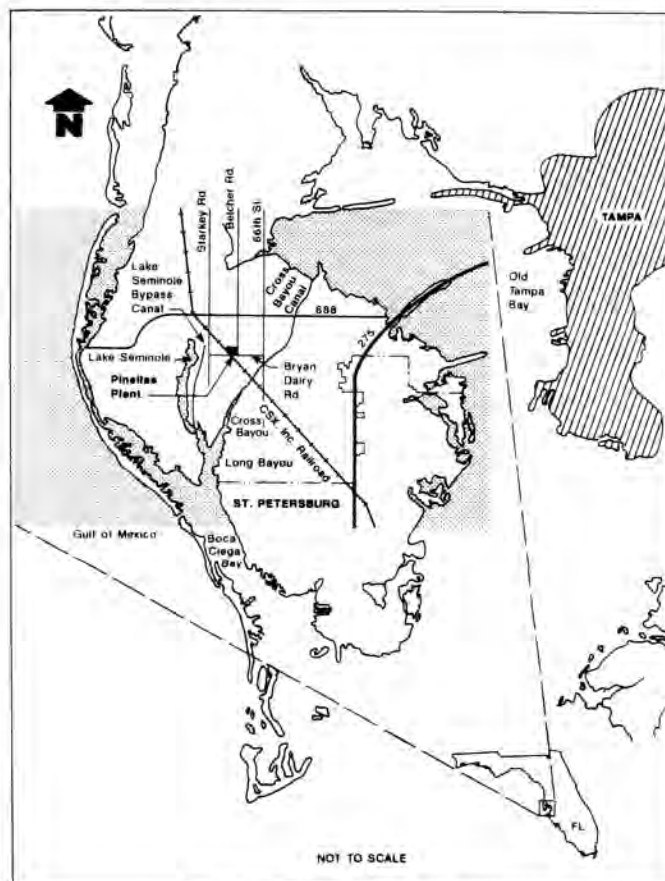 N
TAMPA
Starkey Rd
Belcher Rd.
66th St.
Lake
Seminole
Bypass
Canal
Cross
Bayou
Canal
Old
Tampa
Bay
688
275
Lake Seminole
Pinellas
Plant
Bryan
Dairy
Rd
CSX, Inc. Railroad
Cross
Bayou
Long Bayou
ST. PETERSBURG
Gulf of Mexico
Boca
Ciega
Bay
FL
NOT TO SCALE